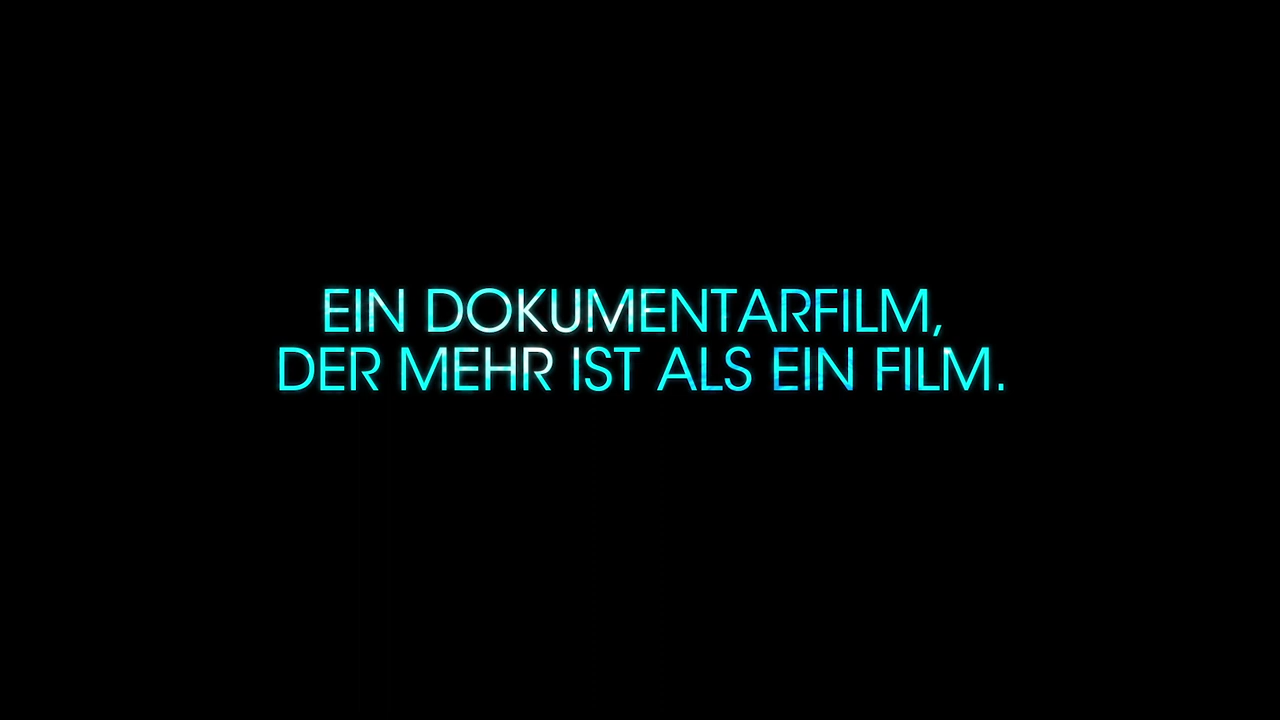 EIN DOKUMENTARFILM,
DER MEHR IST ALS EIN FILM.